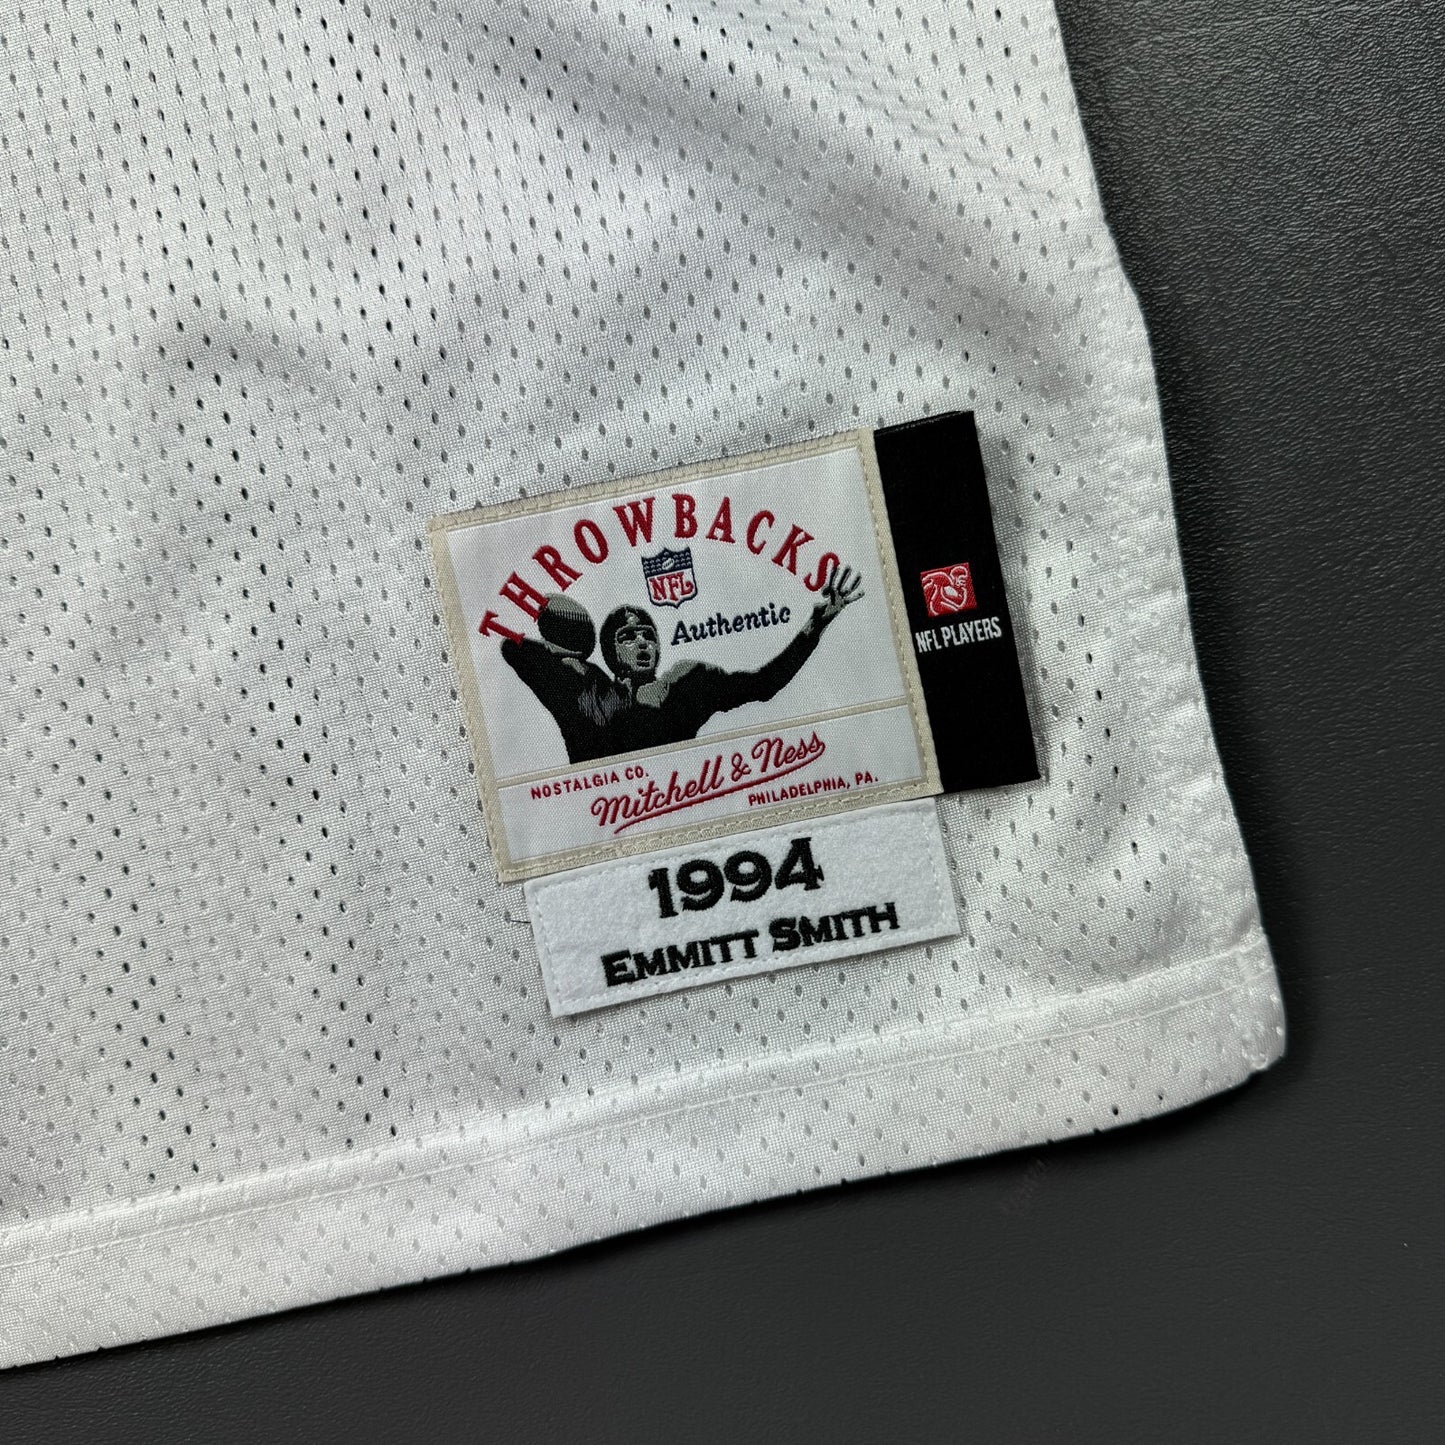 THROWBACKS
NFL
Authentic
NFL PLAYERS
NOSTALGIA CO.
Mitchell & Ness
PHILADELPHIA, PA.
1994
EMMITT SMITH